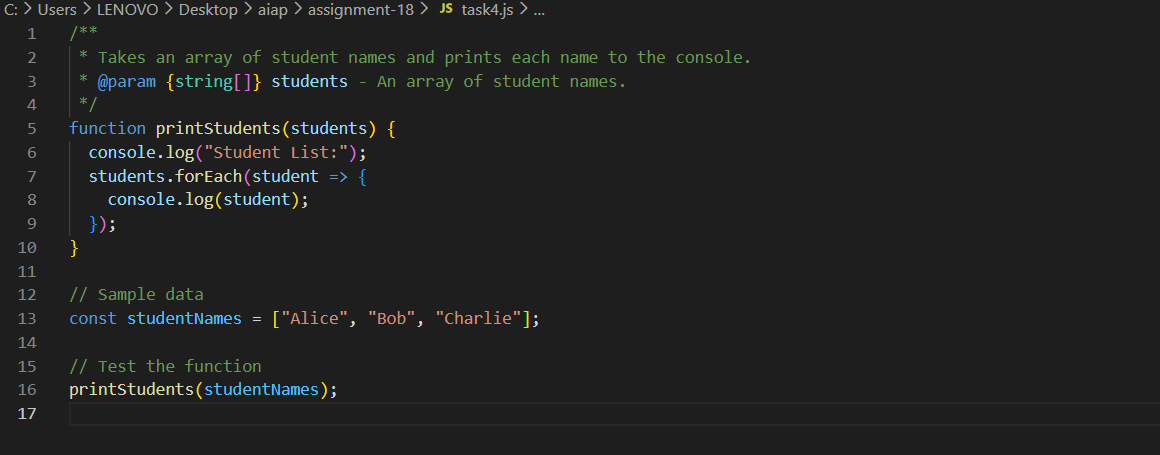 C: > Users > LENOVO > Desktop > aiap > assignment-18 > JS task4.js > ...
1 /**
2  * Takes an array of student names and prints each name to the console.
3  * @param {string[]} students - An array of student names.
4  */
5 function printStudents(students) {
6   console.log("Student List:");
7   students.forEach(student => {
8     console.log(student);
9   });
10 }
11
12 // Sample data
13 const studentNames = ["Alice", "Bob", "Charlie"];
14
15 // Test the function
16 printStudents(studentNames);
17